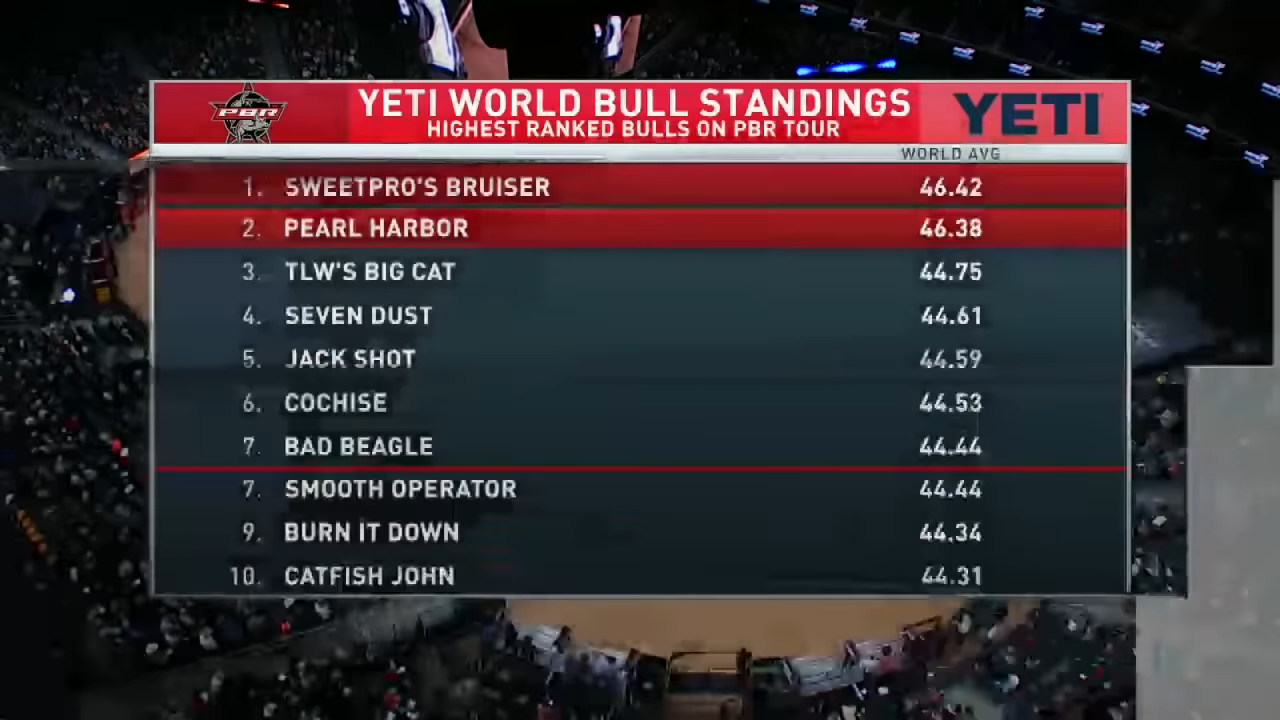 PBR
YETI WORLD BULL STANDINGS
YETI
HIGHEST RANKED BULLS ON PBR TOUR
WORLD AVG
1. SWEETPRO'S BRUISER 46.42
2. PEARL HARBOR 46.38
3. TLW'S BIG CAT 44.75
4. SEVEN DUST 44.61
5. JACK SHOT 44.59
6. COCHISE 44.53
7. BAD BEAGLE 44.44
7. SMOOTH OPERATOR 44.44
9. BURN IT DOWN 44.34
10. CATFISH JOHN 44.31